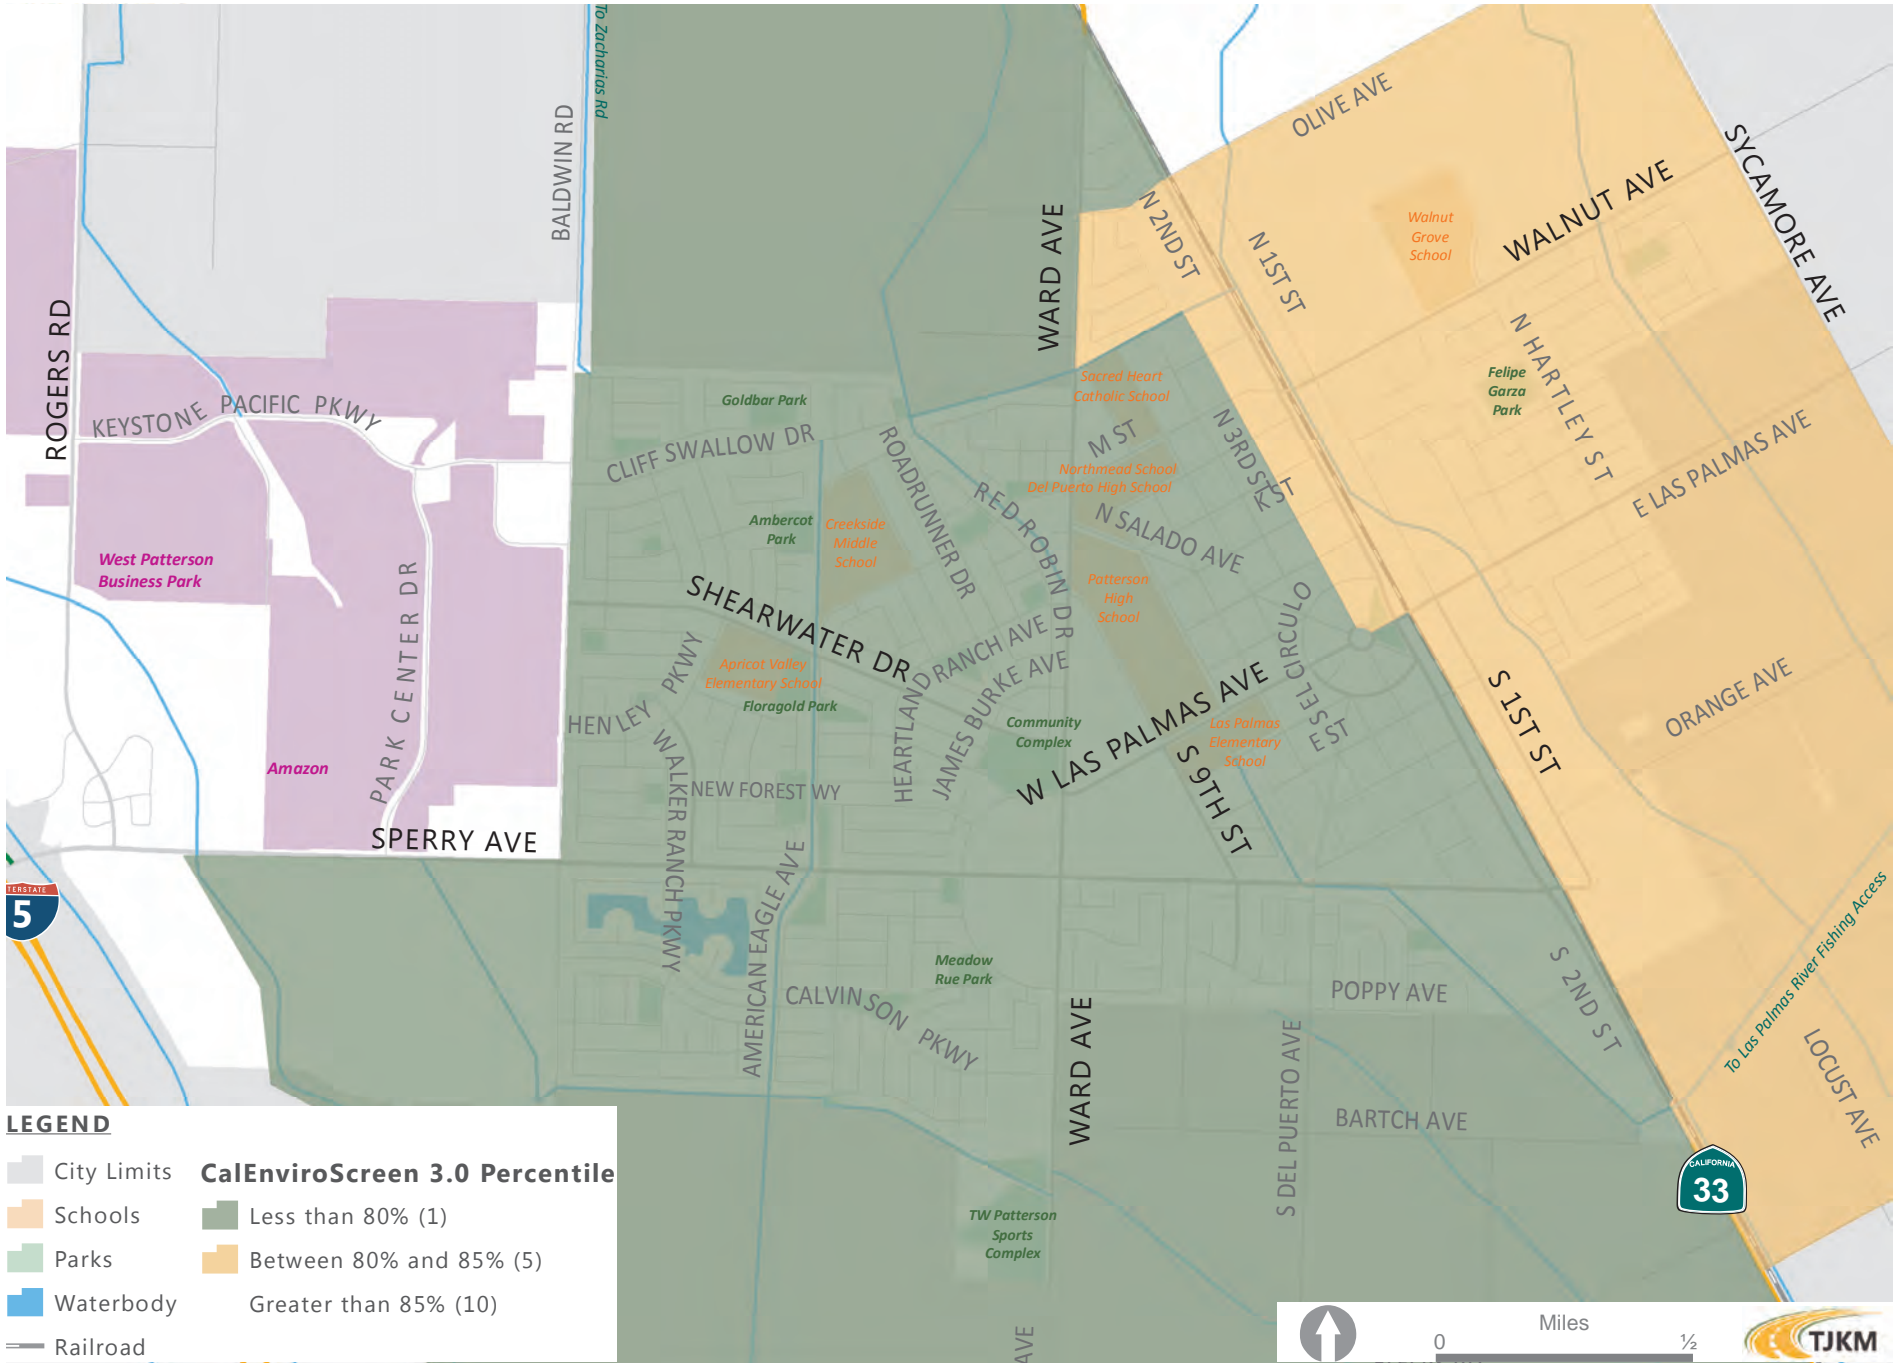 To Zacharias Rd
BALDWIN RD
OLIVE AVE
SYCAMORE AVE
WALNUT AVE
Walnut
Grove
School
N 2ND ST
N 1ST ST
WARD AVE
ROGERS RD
N HARTLEY ST
Felipe
Garza
Park
E LAS PALMAS AVE
KEYSTONE PACIFIC PKWY
Goldbar Park
CLIFF SWALLOW DR
Sacred Heart
Catholic School
M ST
N 3RD ST
K ST
Northmead School
Del Puerto High School
ROADRUNNER DR
RED ROBIN DR
N SALADO AVE
Ambercot
Park
Creekside
Middle
School
Patterson
High
School
West Patterson
Business Park
PARK CENTER DR
SHEARWATER DR
HEARTLAND RANCH AVE
JAMES BURKE AVE
EL CIRCULO
Apricot Valley
Elementary School
Floragold Park
HENLEY PKWY
WALKER RANCH PKWY
NEW FOREST WY
Community
Complex
W LAS PALMAS AVE
Las Palmas
Elementary
School
S 9TH ST
E ST
S 1ST ST
ORANGE AVE
Amazon
SPERRY AVE
INTERSTATE
5
AMERICAN EAGLE AVE
CALVINSON PKWY
Meadow
Rue Park
WARD AVE
POPPY AVE
S 2ND ST
S DEL PUERTO AVE
BARTCH AVE
To Las Palmas River Fishing Access
LOCUST AVE
CALIFORNIA
33
TW Patterson
Sports
Complex
AVE
LEGEND
City Limits
Schools
Parks
Waterbody
Railroad
CalEnviroScreen 3.0 Percentile
Less than 80% (1)
Between 80% and 85% (5)
Greater than 85% (10)
Miles
0 ½
TJKM